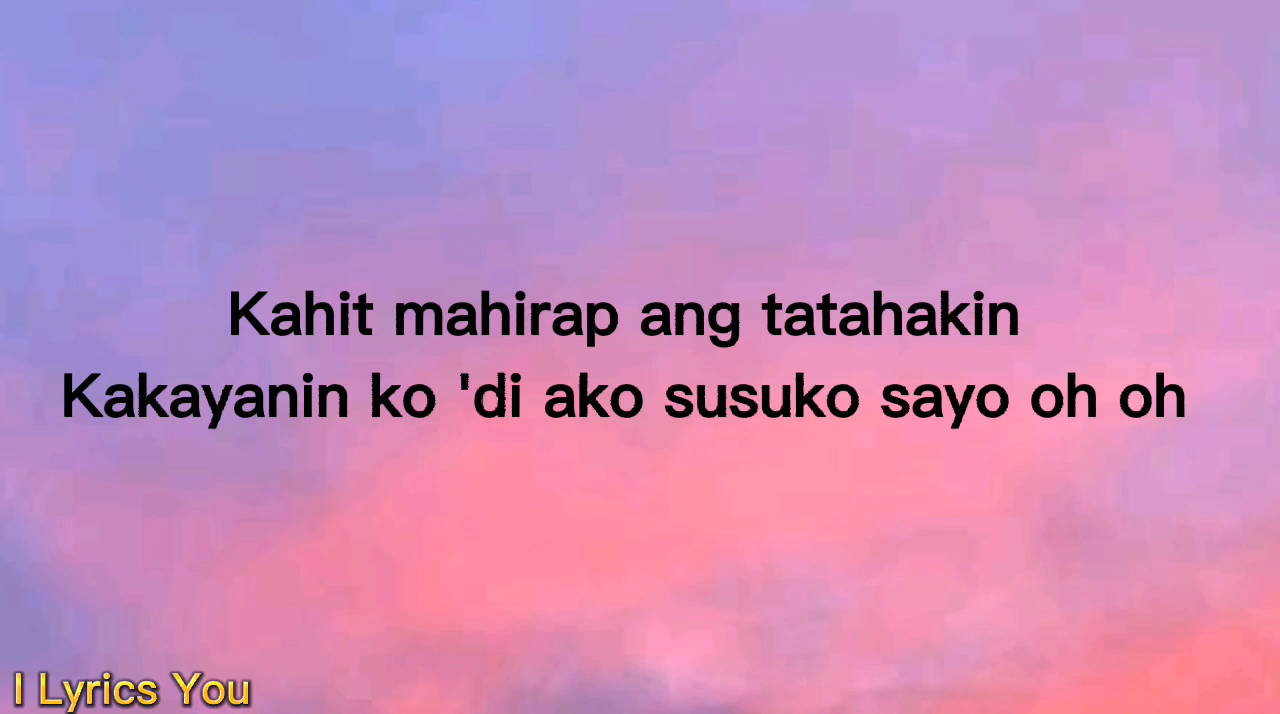 Kahit mahirap ang tatahakin
Kakayanin ko 'di ako susuko sayo oh oh
I Lyrics You